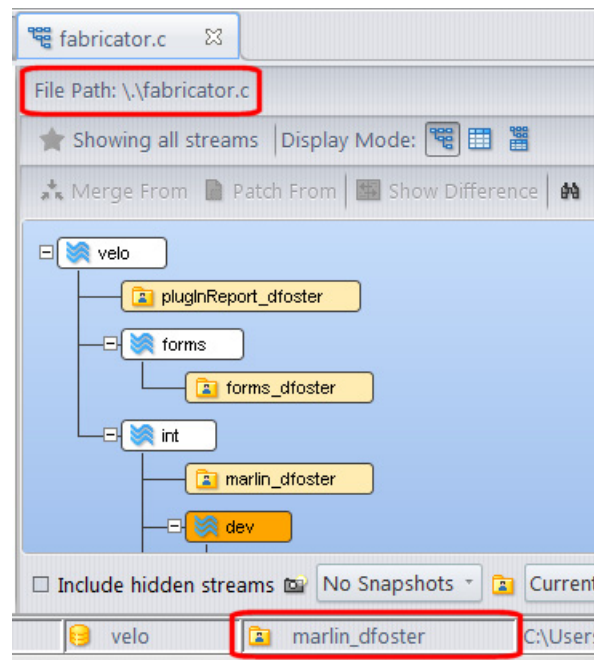 fabricator.c
File Path: \.\fabricator.c
Showing all streams Display Mode:
Merge From Patch From Show Difference
velo
plugInReport_dfoster
forms
forms_dfoster
int
marlin_dfoster
dev
Include hidden streams No Snapshots Current
velo marlin_dfoster C:\Users